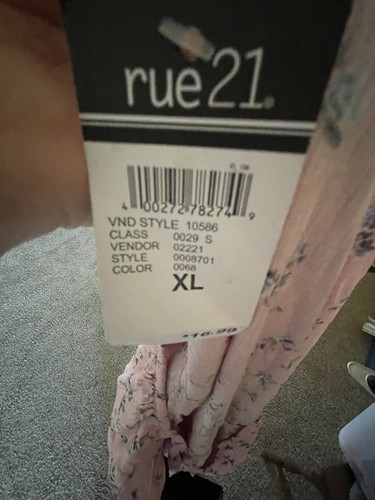 rue21.
4 00272 78274 9
VND STYLE 10586
CLASS 0029 S
VENDOR 02221
STYLE 0008701
COLOR 0068
XL